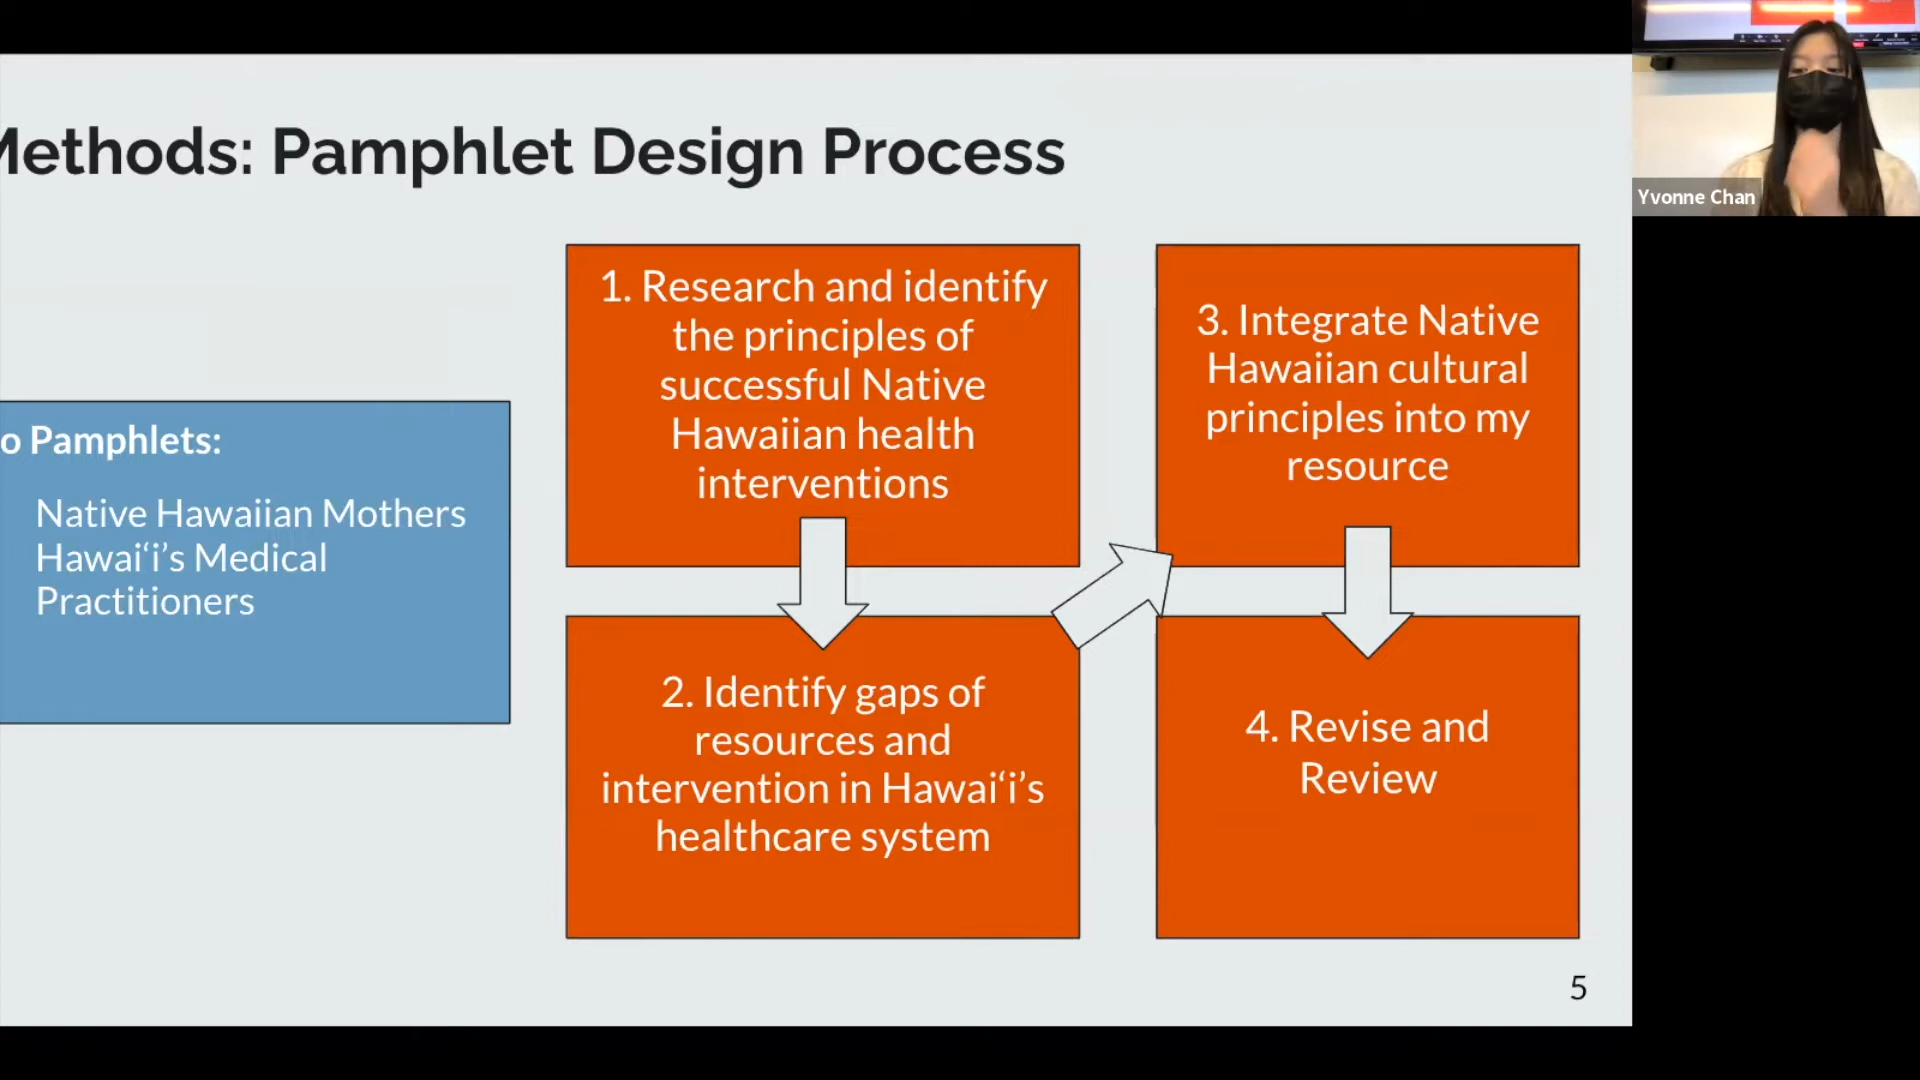 Methods: Pamphlet Design Process
o Pamphlets:
Native Hawaiian Mothers
Hawai‘i’s Medical
Practitioners
1. Research and identify
the principles of
successful Native
Hawaiian health
interventions
2. Identify gaps of
resources and
intervention in Hawai‘i’s
healthcare system
3. Integrate Native
Hawaiian cultural
principles into my
resource
4. Revise and
Review
5
Yvonne Chan